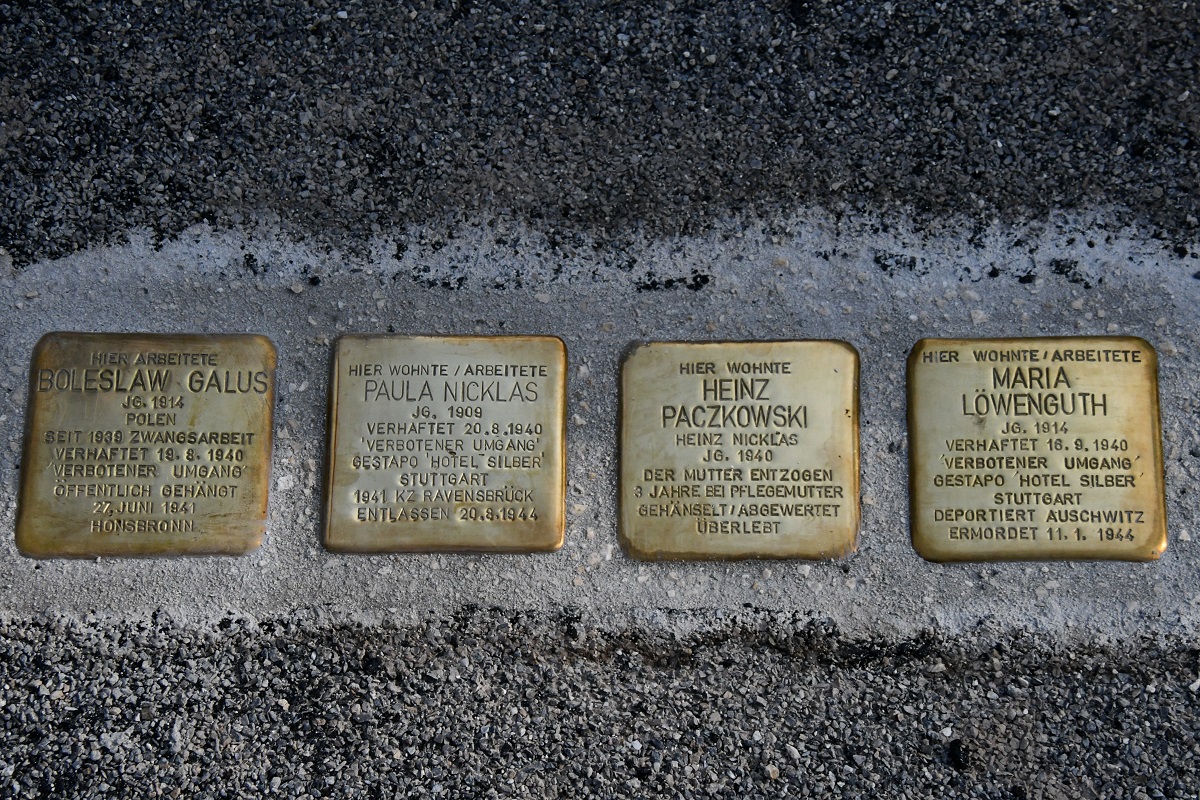 HIER ARBEITETE
BOLESLAW GALUS
JG. 1914
POLEN
SEIT 1939 ZWANGSARBEIT
VERHAFTET 19.8.1940
'VERBOTENER UMGANG'
ÖFFENTLICH GEHÄNGT
27. JUNI 1941
HONSBRONN
HIER WOHNTE / ARBEITETE
PAULA NICKLAS
JG. 1909
VERHAFTET 20.8.1940
'VERBOTENER UMGANG'
GESTAPO 'HOTEL SILBER'
STUTTGART
1941 KZ RAVENSBRÜCK
ENTLASSEN 20.8.1944
HIER WOHNTE
HEINZ
PACZKOWSKI
HEINZ NICKLAS
JG. 1940
DER MUTTER ENTZOGEN
3 JAHRE BEI PFLEGEMUTTER
GEHÄNSELT/ABGEWERTET
ÜBERLEBT
HIER WOHNTE/ARBEITETE
MARIA
LÖWENGUTH
JG. 1914
VERHAFTET 16.9.1940
'VERBOTENER UMGANG'
GESTAPO 'HOTEL SILBER'
STUTTGART
DEPORTIERT AUSCHWITZ
ERMORDET 11.1.1944